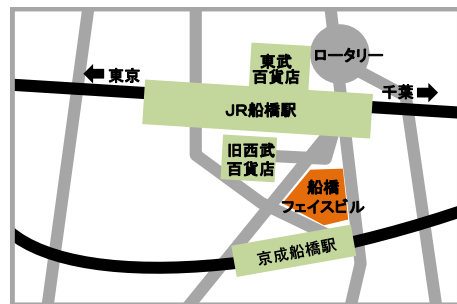 東武
百貨店
ロータリー
東京
千葉
JR船橋駅
旧西武
百貨店
船橋
フェイスビル
京成船橋駅